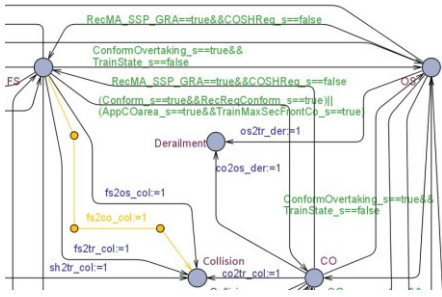 RecMA_SSP_GRA==true&&COSHReq_s==false
ConformOvertaking_s==true&&
TrainState_s==false
FS
OS
RecMA_SSP_GRA==true&&COSHReq_s==false
(Conform_s==true&&RecReqConform_s==true)||
(AppCOarea_s==true&&TrainMaxSecFrontCo_s==true)
os2tr_der:=1
Derailment
co2os_der:=1
fs2os_col:=1
ConformOvertaking_s==true&&
TrainState_s==false
fs2co_col:=1
fs2tr_col:=1
Collision
CO
sh2tr_col:=1
co2tr_col:=1